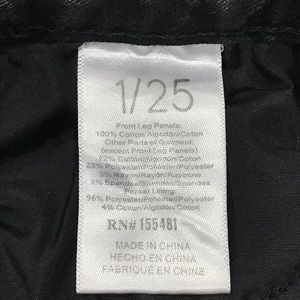 1/25
Front Leg Panels:
100% Cotton/Algodón/Coton
Other Parts of Garment:
(except Front Leg Panels)
72% Cotton/Algodón/Coton
23% Polyester/Poliéster/Polyester
3% Rayon/Rayón/Rayonne
2% Spandex/Spandex/Spandex
Pocket Lining:
96% Polyester/Poliéster/Polyester
4% Cotton/Algodón/Coton
RN# 155481
MADE IN CHINA
HECHO EN CHINA
FABRIQUÉ EN CHINE